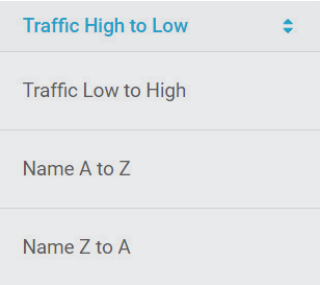 Traffic High to Low
Traffic Low to High
Name A to Z
Name Z to A